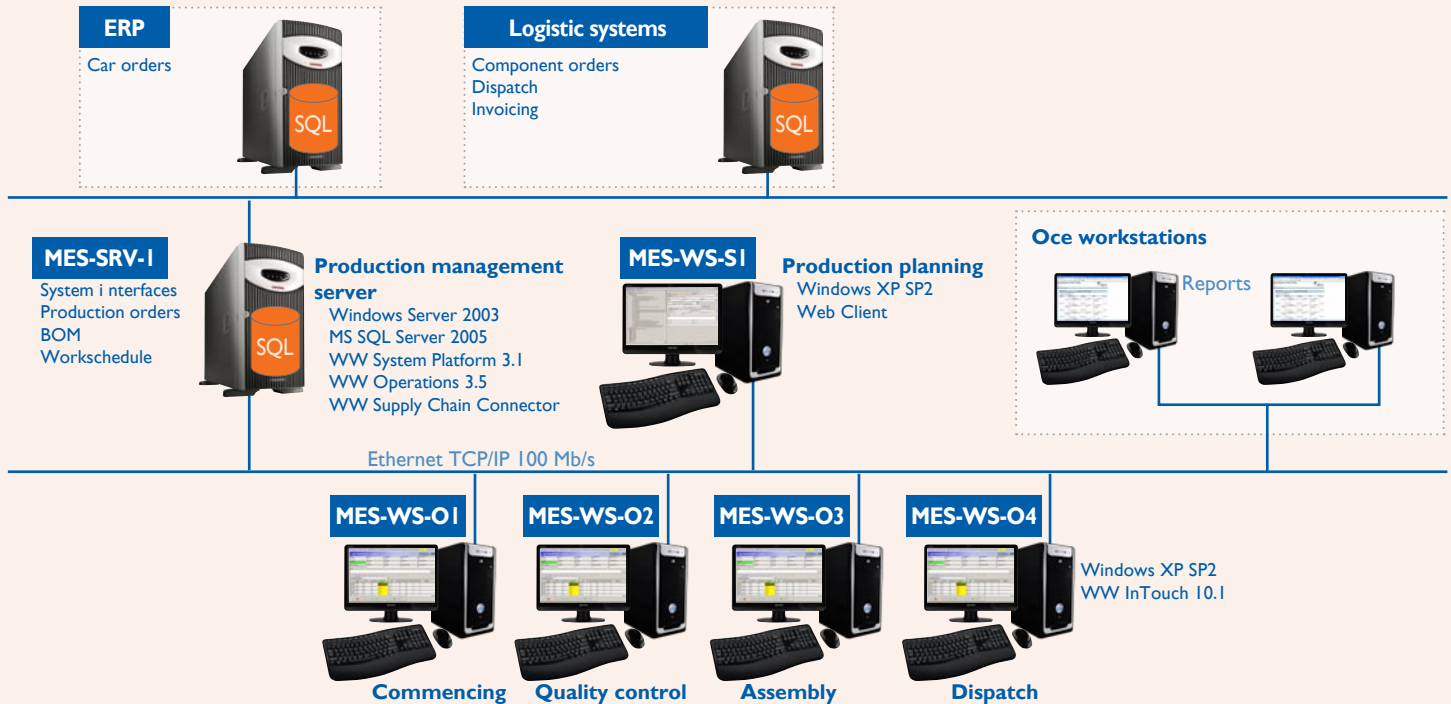 ERP
Car orders
SQL
Logistic systems
Component orders
Dispatch
Invoicing
SQL
MES-SRV-1
System i nterfaces
Production orders
BOM
Workschedule
SQL
Production management
server
Windows Server 2003
MS SQL Server 2005
WW System Platform 3.1
WW Operations 3.5
WW Supply Chain Connector
MES-WS-S1
Production planning
Windows XP SP2
Web Client
Oce workstations
Reports
Ethernet TCP/IP 100 Mb/s
MES-WS-O1
MES-WS-O2
MES-WS-O3
MES-WS-O4
Windows XP SP2
WW InTouch 10.1
Commencing
Quality control
Assembly
Dispatch